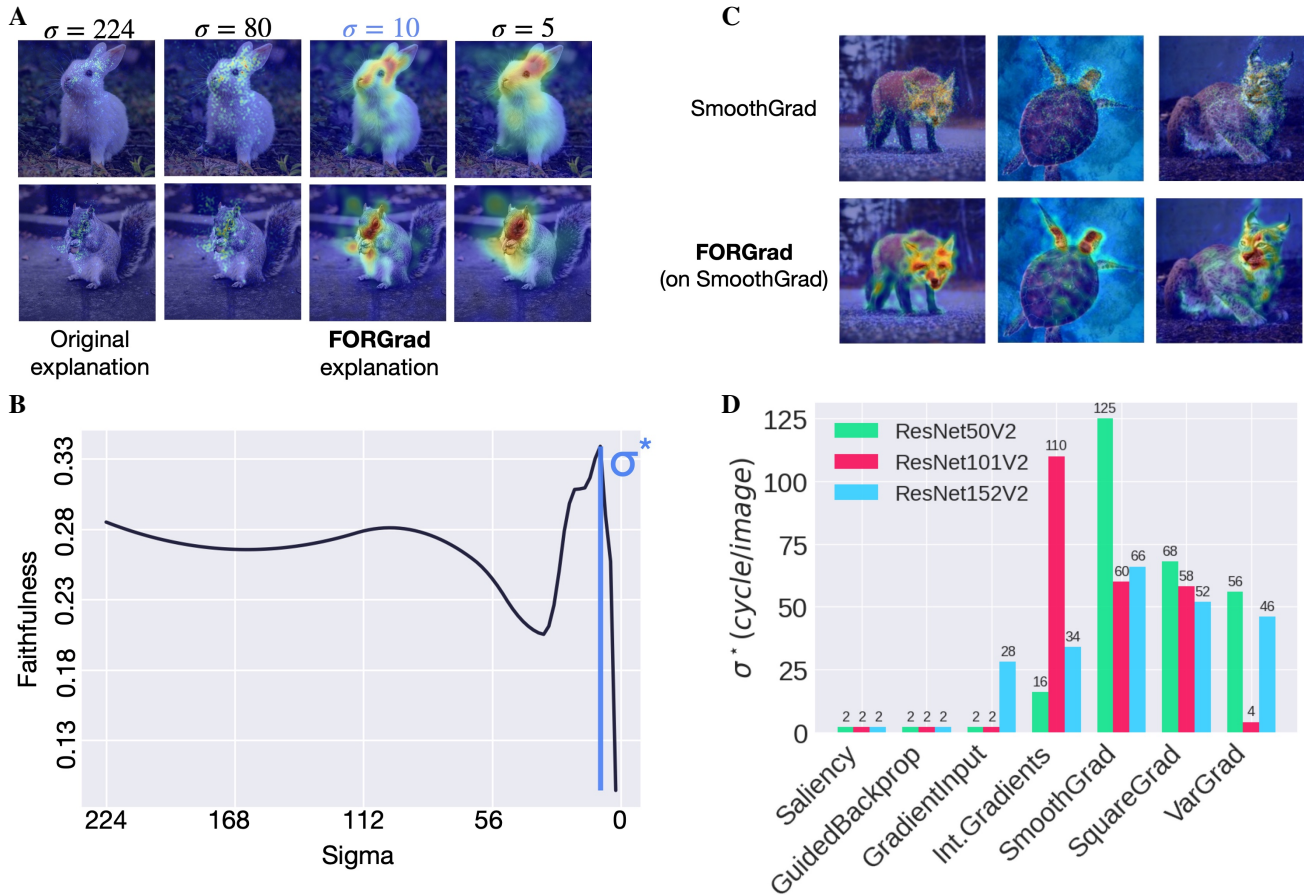 A
σ = 224
σ = 80
σ = 10
σ = 5
Original
explanation
FORGrad
explanation
B
Faithfulness
0.33
0.28
0.23
0.18
0.13
σ*
224
168
112
56
0
Sigma
C
SmoothGrad
FORGrad
(on SmoothGrad)
D
σ* (cycle/image)
125
100
75
50
25
0
ResNet50V2
ResNet101V2
ResNet152V2
2 2 2
2 2 2
2 2 28
16 110 34
125 60 66
68 58 52
56 4 46
Saliency
GuidedBackprop
GradientInput
Int.Gradients
SmoothGrad
SquareGrad
VarGrad